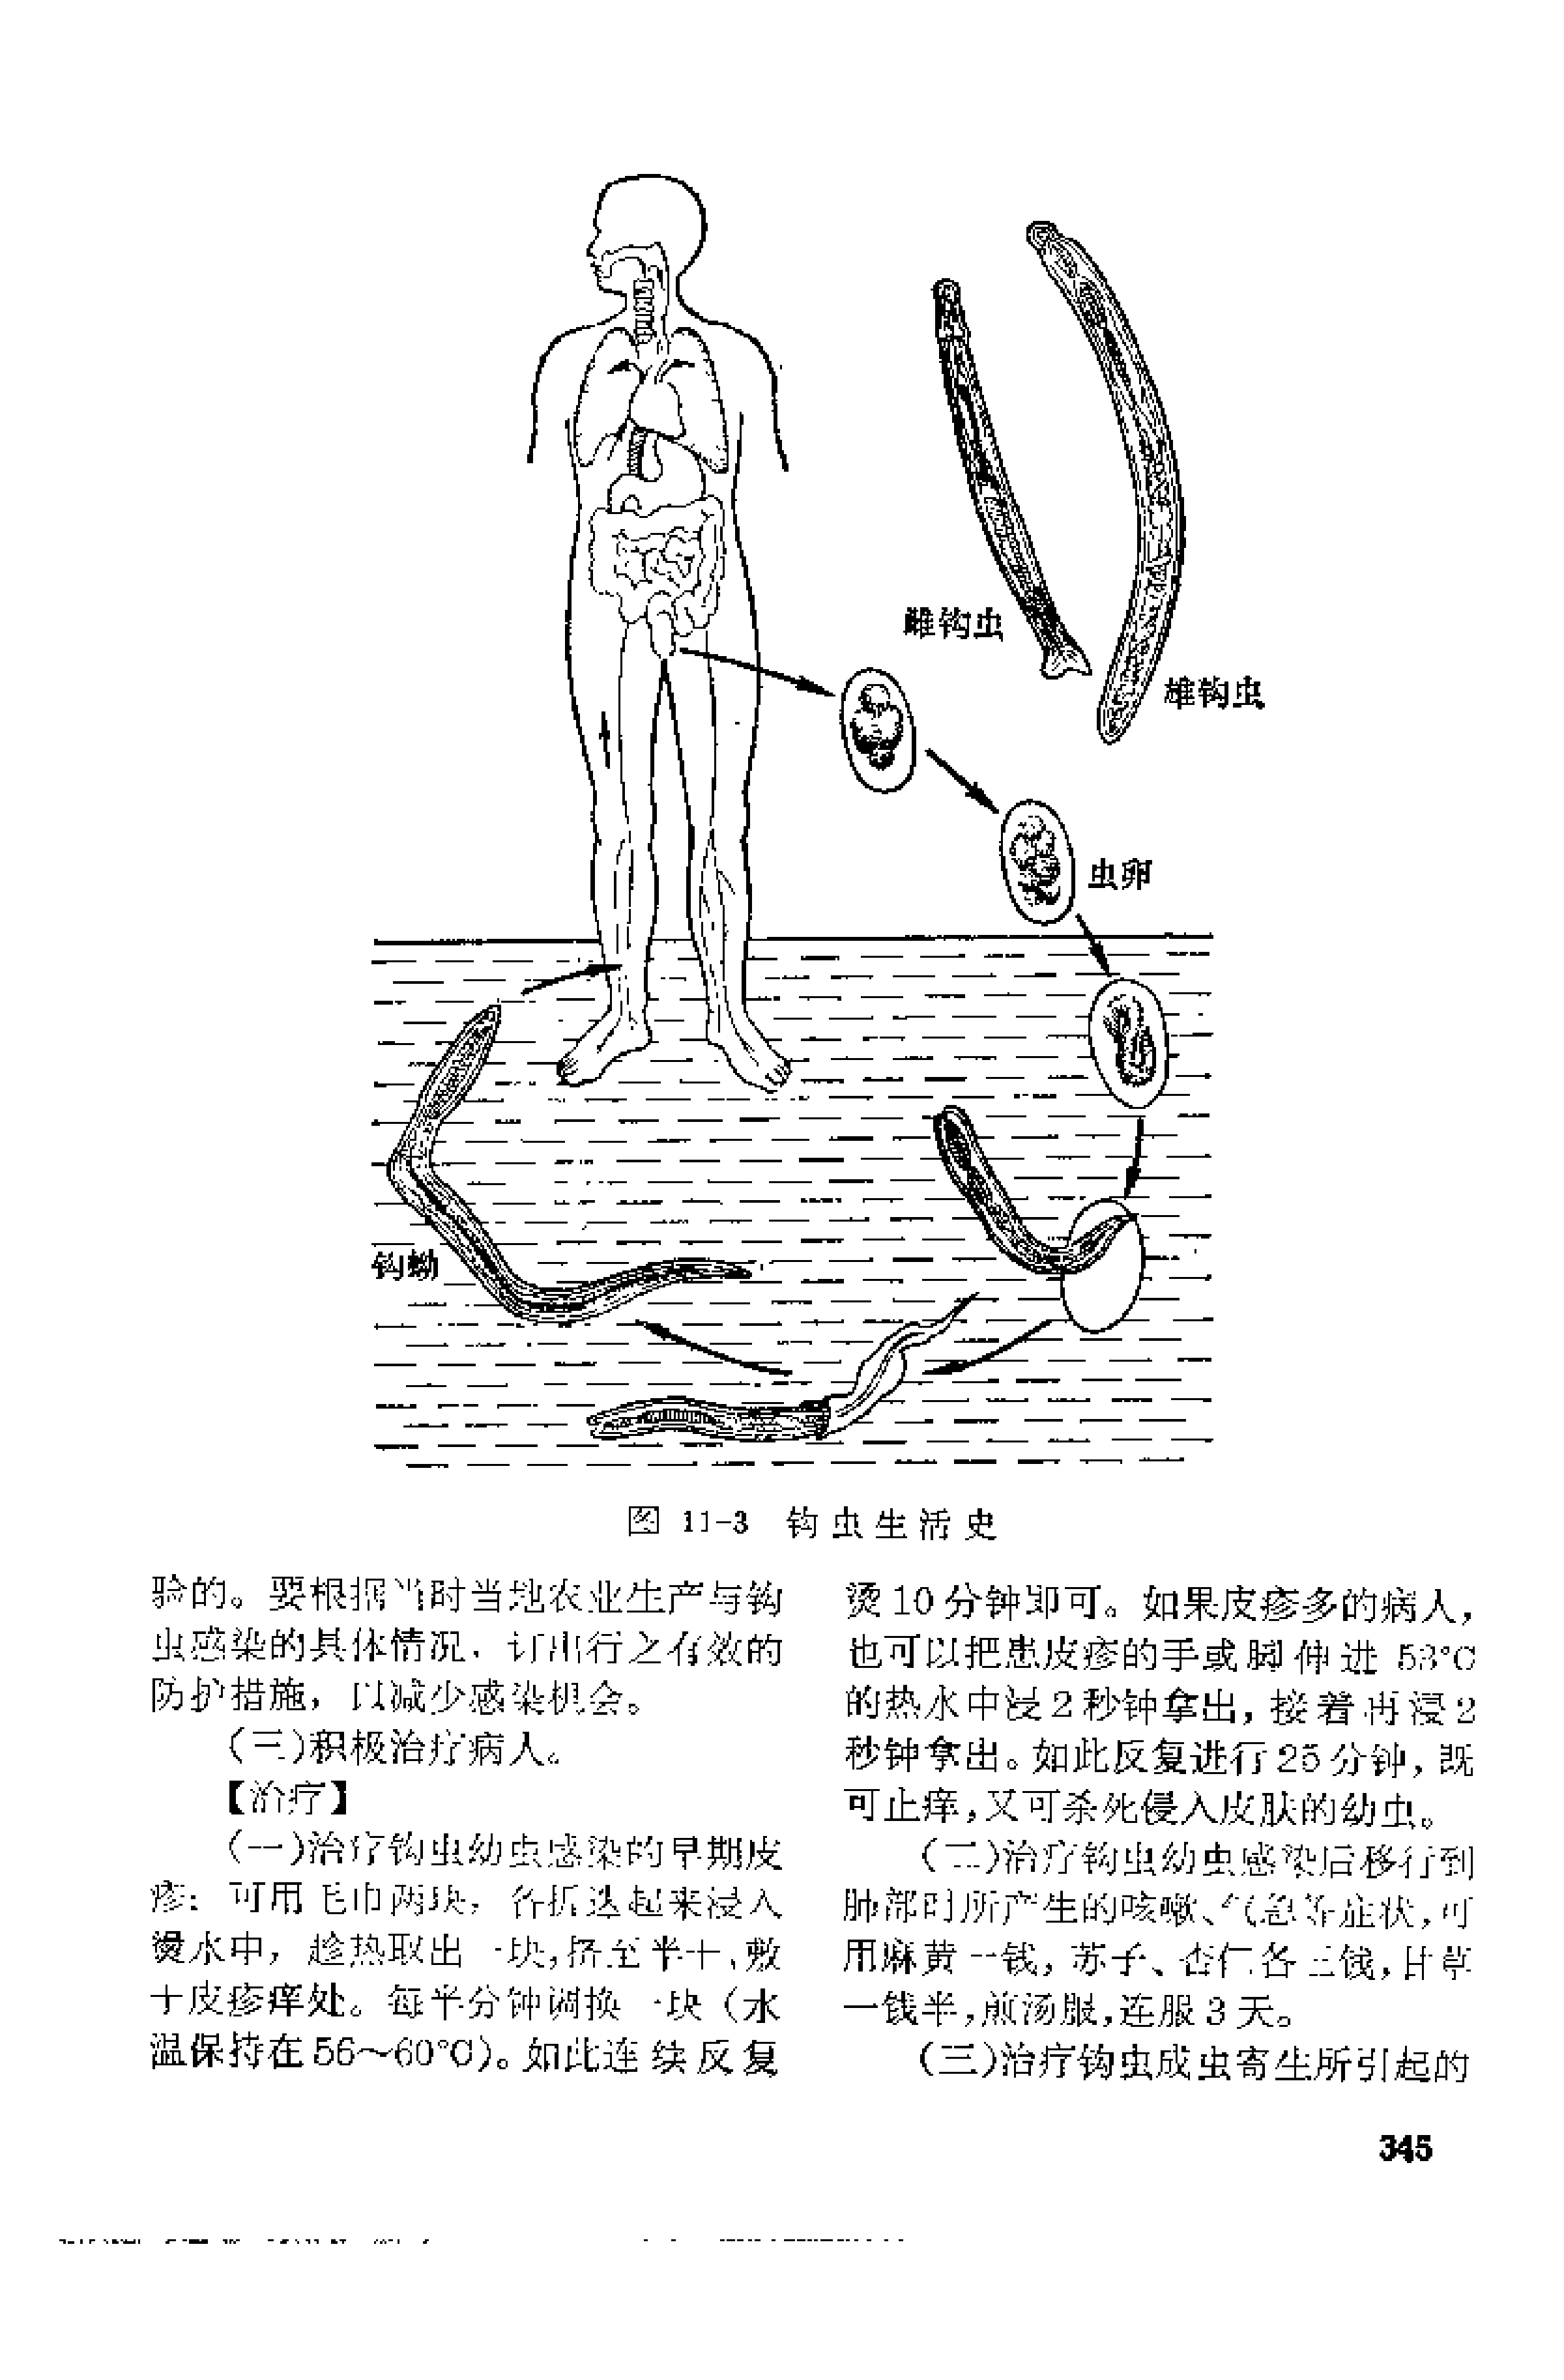 雌钩虫
雄钩虫
虫卵
钩蚴
图 11-3 钩虫生活史
验的。要根据当时当地农业生产与钩
虫感染的具体情况，订出行之有效的
防护措施，以减少感染机会。
(三)积极治疗病人。
【治疗】
(一)治疗钩虫幼虫感染的早期皮
疹：可用毛巾两块，各折迭起来浸入
烫水中，趁热取出一块，挤至半干，敷
于皮疹痒处。每半分钟调换一块（水
温保持在56～60°C）。如此连续反复
烫10分钟即可。如果皮疹多的病人，
也可以把患皮疹的手或脚伸进 53°C
的热水中浸2秒钟拿出，接着再浸2
秒钟拿出。如此反复进行25分钟，既
可止痒，又可杀死侵入皮肤的幼虫。
(二)治疗钩虫幼虫感染后移行到
肺部时所产生的咳嗽、气急等症状，可
用麻黄一钱，苏子、杏仁各三钱，甘草
一钱半，煎汤服，连服3天。
(三)治疗钩虫成虫寄生所引起的
345